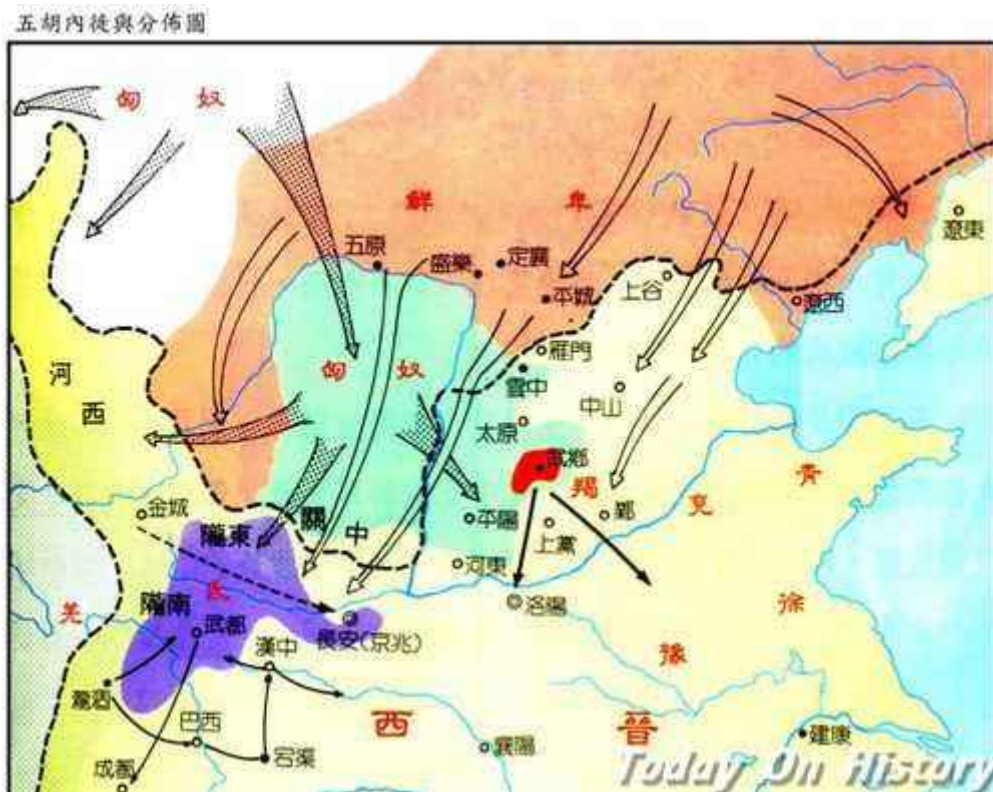 五胡內徙與分佈圖
匈奴
鮮卑
遼東
五原
盛樂
定襄
平城
上谷
遼西
河西
匈奴
雁門
雲中
中山
太原
武鄉
羯
青
兗
金城
隴東
關中
平陽
上黨
鄴
河東
羌
氐
隴南
武都
長安(京兆)
洛陽
徐
豫
漢中
巴西
宕渠
成都
西晉
襄陽
建康
Today On History